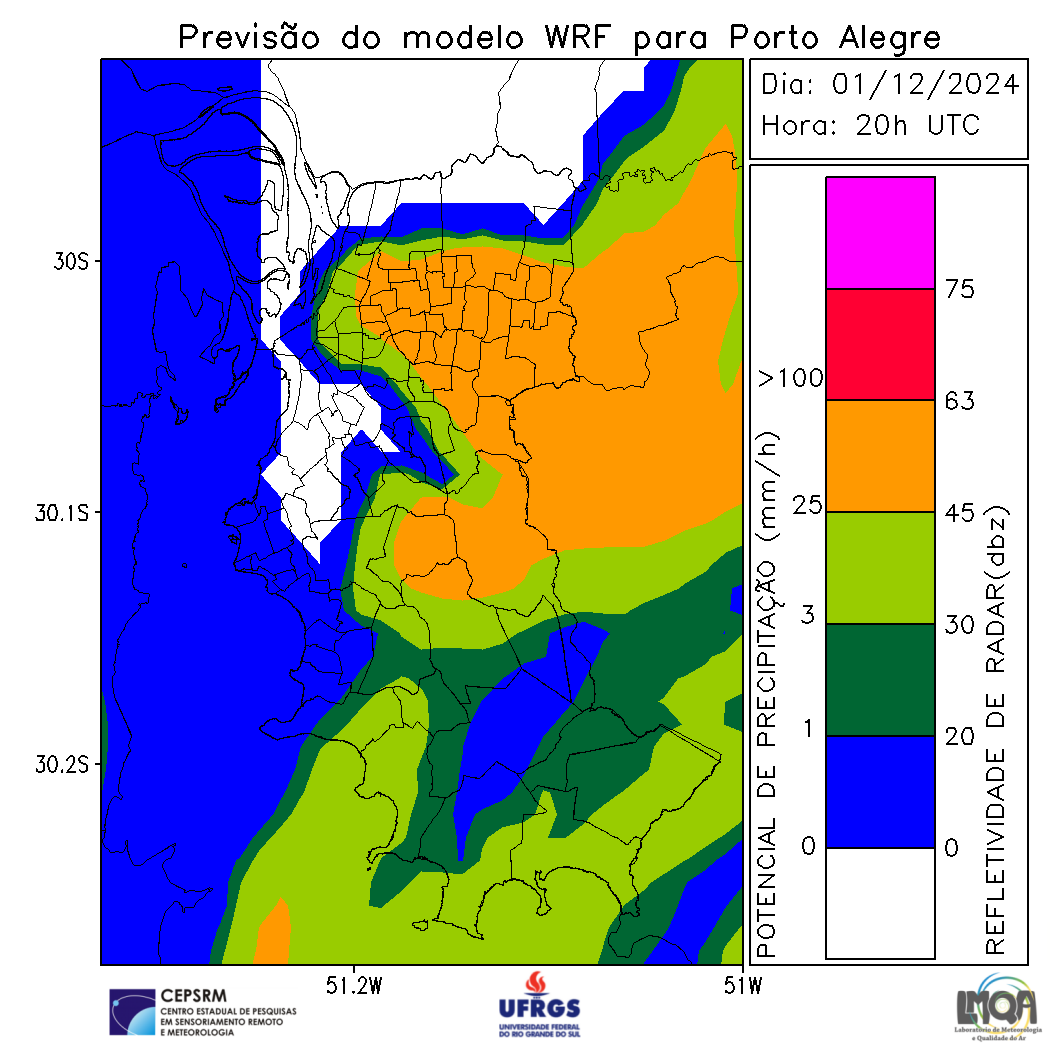 Previsão do modelo WRF para Porto Alegre
Dia: 01/12/2024
Hora: 20h UTC
30S
30.1S
30.2S
51.2W
51W
POTENCIAL DE PRECIPITAÇÃO (mm/h)
>100
25
3
1
0
75
63
45
30
20
0
REFLETIVIDADE DE RADAR(dbz)
CEPSRM
CENTRO ESTADUAL DE PESQUISAS
EM SENSORIAMENTO REMOTO
E METEOROLOGIA
UFRGS
UNIVERSIDADE FEDERAL
DO RIO GRANDE DO SUL
LMQA
Laboratório de Meteorologia
e Qualidade do Ar